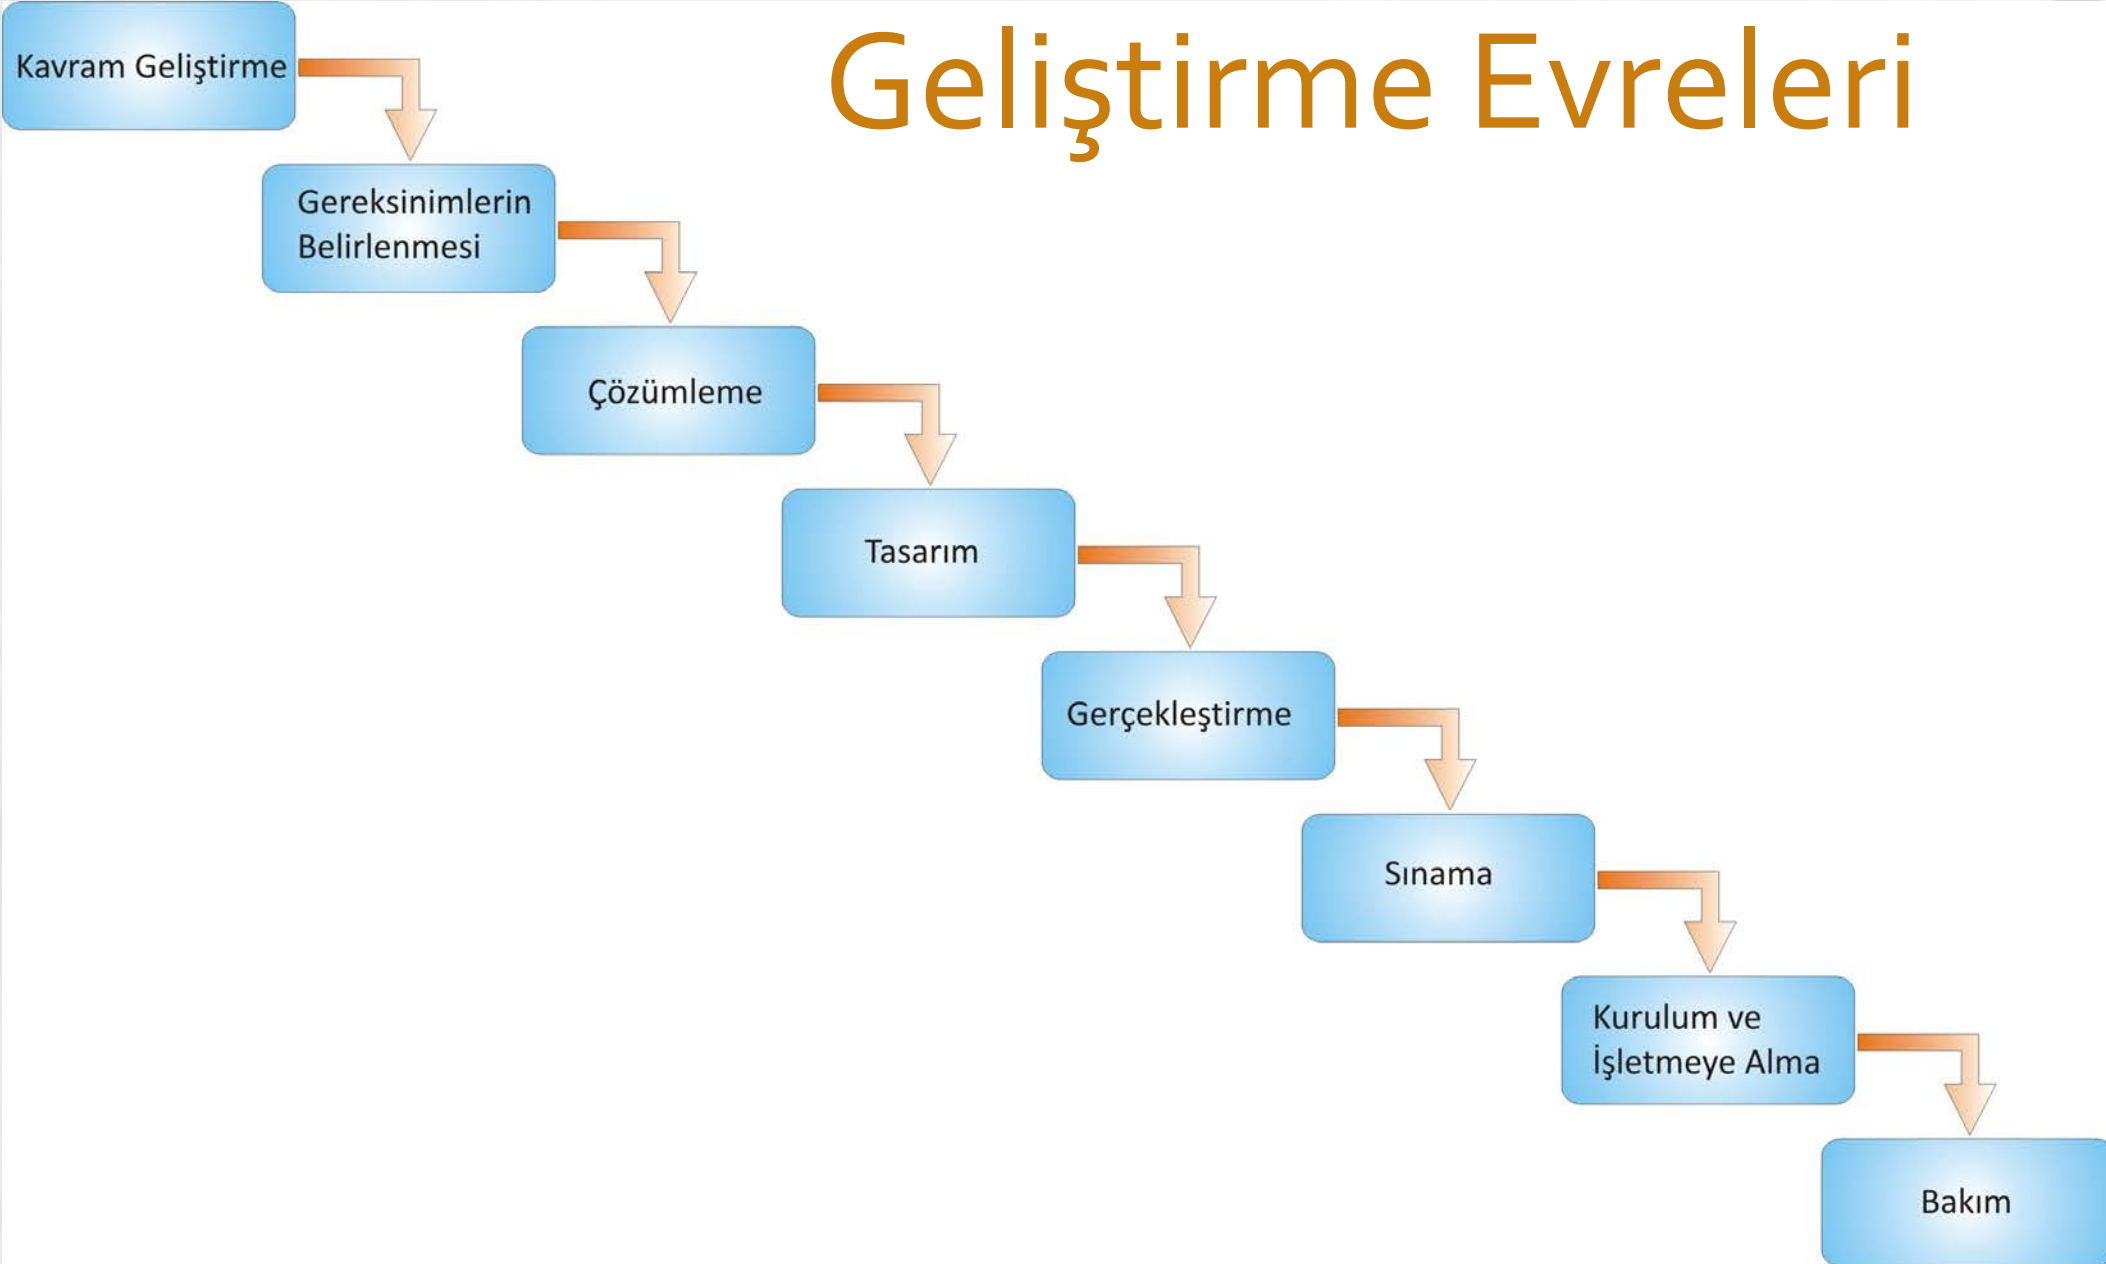 Geliştirme Evreleri
Kavram Geliştirme
Gereksinimlerin
Belirlenmesi
Çözümleme
Tasarım
Gerçekleştirme
Sınama
Kurulum ve
İşletmeye Alma
Bakım